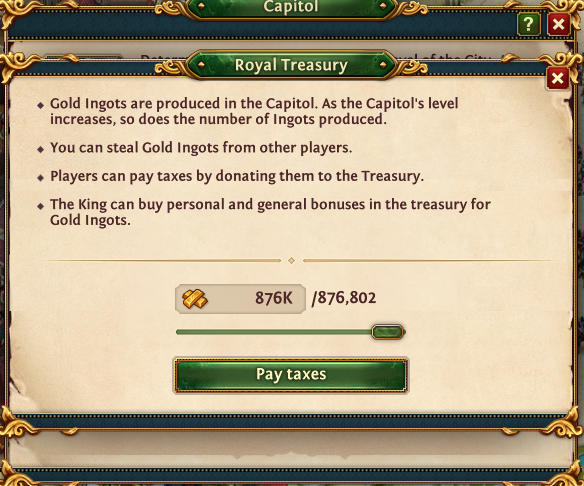 Capitol
?
Royal Treasury
Gold Ingots are produced in the Capitol. As the Capitol's level
increases, so does the number of Ingots produced.
You can steal Gold Ingots from other players.
Players can pay taxes by donating them to the Treasury.
The King can buy personal and general bonuses in the treasury for
Gold Ingots.
876K /876,802
Pay taxes